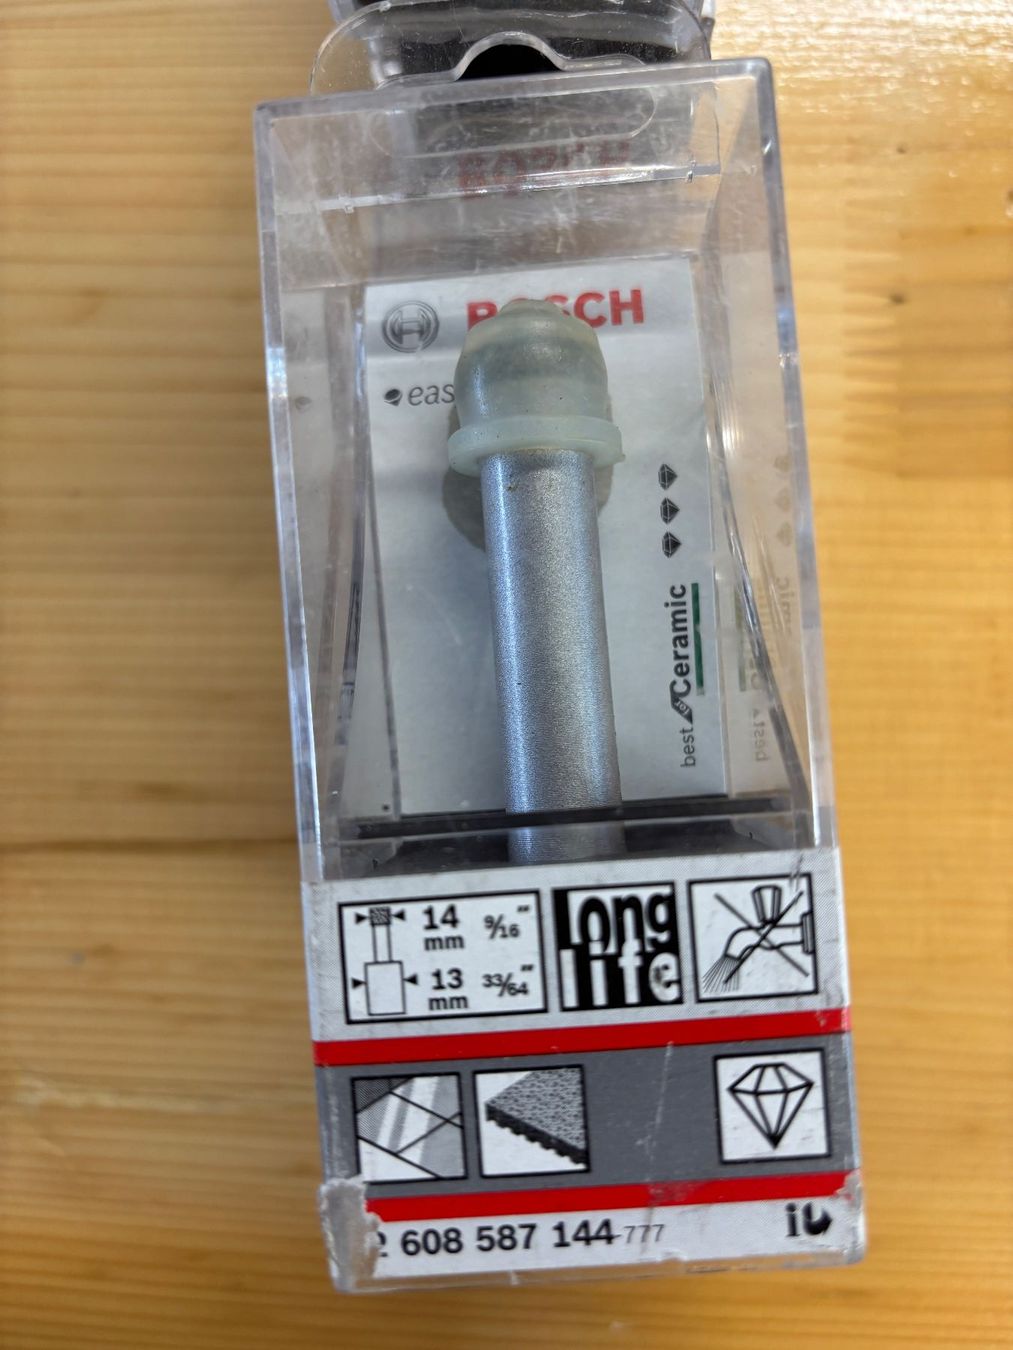 BOSCH
eas
best for Ceramic
14 mm 9/16"
13 mm 33/64"
Long Life
2 608 587 144-777